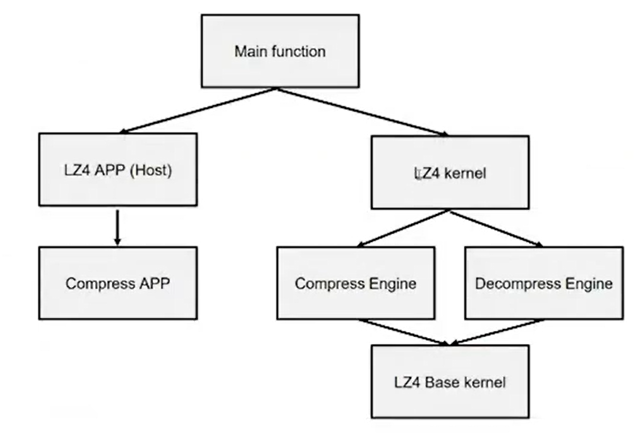 Main function
LZ4 APP (Host)
LZ4 kernel
Compress APP
Compress Engine
Decompress Engine
LZ4 Base kernel